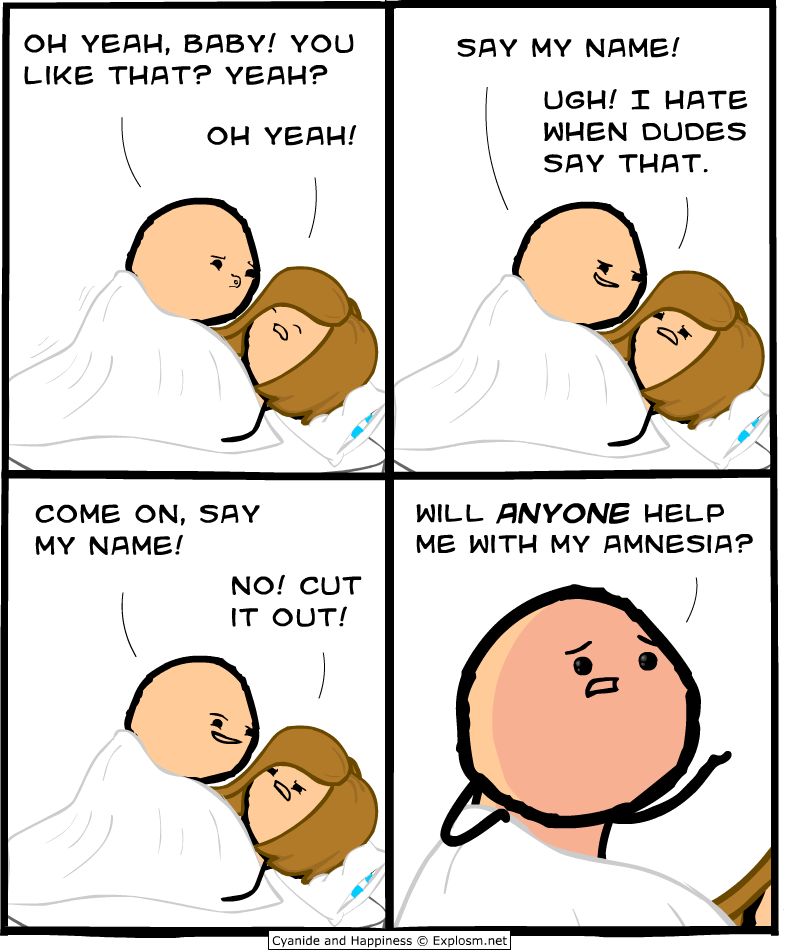 OH YEAH, BABY! YOU
LIKE THAT? YEAH?
OH YEAH!
SAY MY NAME!
UGH! I HATE
WHEN DUDES
SAY THAT.
COME ON, SAY
MY NAME!
NO! CUT
IT OUT!
WILL ANYONE HELP
ME WITH MY AMNESIA?
Cyanide and Happiness © Explosm.net